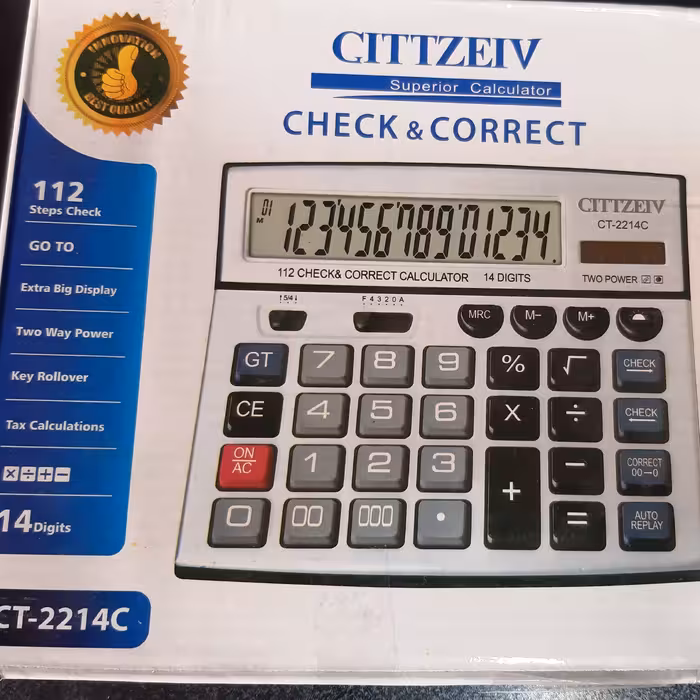 INNOVATION
BEST QUALITY
CITTZEIV
Superior Calculator
CHECK & CORRECT
112
Steps Check
GO TO
Extra Big Display
Two Way Power
Key Rollover
Tax Calculations
×÷+−
14 Digits
CT-2214C
01
M
12345678901234.
CITTZEIV
CT-2214C
112 CHECK& CORRECT CALCULATOR 14 DIGITS
TWO POWER
↑5/4↓
F 4 3 2 0 A
MRC M− M+
GT 7 8 9 % √ CHECK
CE 4 5 6 X ÷ CHECK
ON
AC
1 2 3 + − CORRECT
00→0
0 00 000 • = AUTO
REPLAY